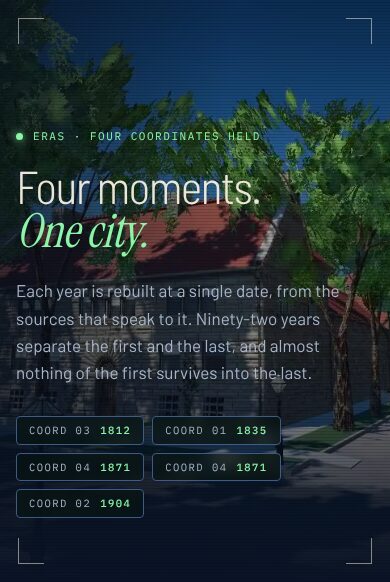 ERAS · FOUR COORDINATES HELD
Four moments.
One city.
Each year is rebuilt at a single date, from the
sources that speak to it. Ninety-two years
separate the first and the last, and almost
nothing of the first survives into the last.
COORD 03 1812 COORD 01 1835
COORD 04 1871 COORD 04 1871
COORD 02 1904